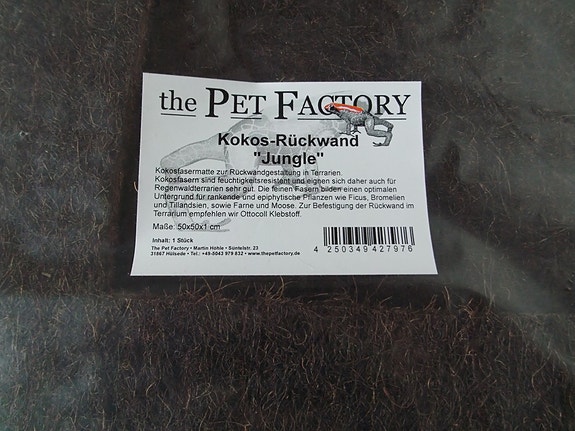 the PET FACTORY
Kokos-Rückwand
"Jungle"
Kokosfasermatte zur Rückwandgestaltung in Terrarien.
Kokosfasern sind feuchtigkeitsresistent und eignen sich daher auch für
Regenwaldterrarien sehr gut. Die feinen Fasern bilden einen optimalen
Untergrund für rankende und epiphytische Pflanzen wie Ficus, Bromelien
und Tillandsien, sowie Farne und Moose. Zur Befestigung der Rückwand im
Terrarium empfehlen wir Ottocoll Klebstoff.
Maße: 50x50x1 cm
Inhalt: 1 Stück
The Pet Factory • Martin Höhle • Süntelstr. 23
31867 Hülsede • Tel.: +49-5043 979 832 • www.thepetfactory.de
4 250349 427976